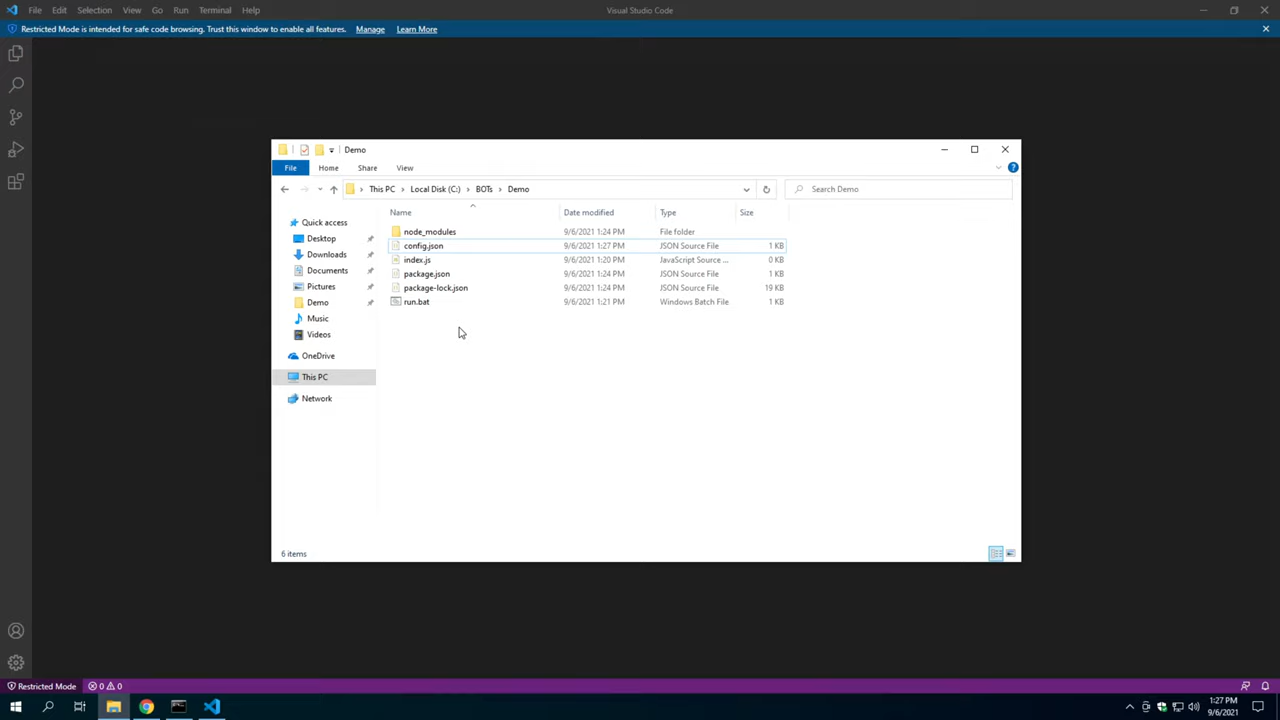 File Edit Selection View Go Run Terminal Help Visual Studio Code
Restricted Mode is intended for safe code browsing. Trust this window to enable all features. Manage Learn More
Demo
File Home Share View
This PC Local Disk (C:) BOTs Demo Search Demo
Name Date modified Type Size
Quick access
Desktop
Downloads
Documents
Pictures
Demo
Music
Videos
OneDrive
This PC
Network
node_modules 9/6/2021 1:24 PM File folder
config.json 9/6/2021 1:27 PM JSON Source File 1 KB
index.js 9/6/2021 1:20 PM JavaScript Source ... 0 KB
package.json 9/6/2021 1:24 PM JSON Source File 1 KB
package-lock.json 9/6/2021 1:24 PM JSON Source File 19 KB
run.bat 9/6/2021 1:21 PM Windows Batch File 1 KB
6 items
Restricted Mode 0 0
1:27 PM
9/6/2021